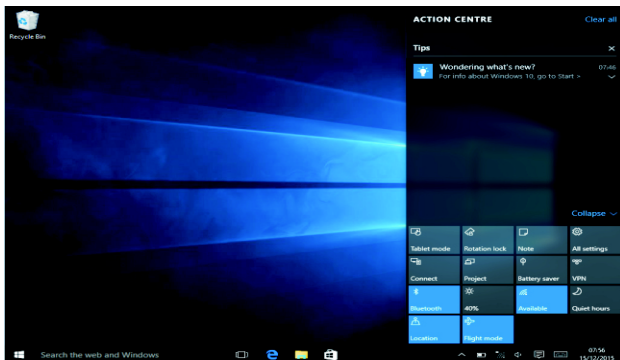 Recycle Bin
ACTION CENTRE
Clear all
Tips
Wondering what's new?
07:46
For info about Windows 10, go to Start >
Collapse
Tablet mode
Rotation lock
Note
All settings
Connect
Project
Battery saver
VPN
Bluetooth
40%
Available
Quiet hours
Location
Flight mode
Search the web and Windows
07:56
15/12/2015